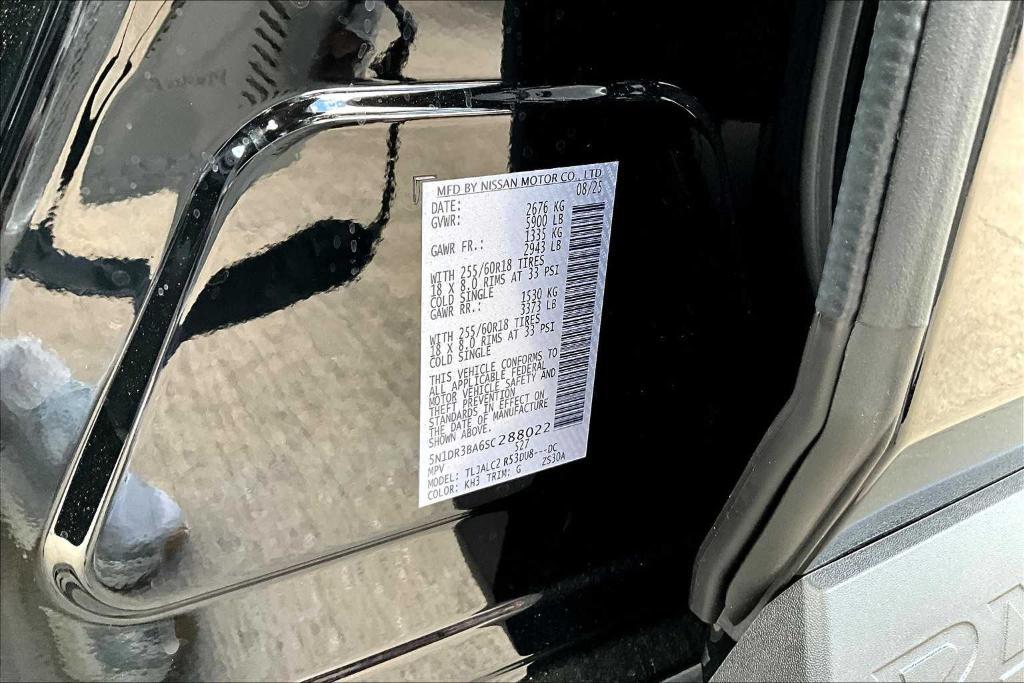 MFD BY NISSAN MOTOR CO., LTD
DATE: 08/25
GVWR: 2676 KG
5900 LB
GAWR FR.: 1335 KG
2943 LB
WITH 255/60R18 TIRES
18 X 8.0 RIMS AT 33 PSI
COLD SINGLE
GAWR RR.: 1530 KG
3373 LB
WITH 255/60R18 TIRES
18 X 8.0 RIMS AT 33 PSI
COLD SINGLE
THIS VEHICLE CONFORMS TO
ALL APPLICABLE FEDERAL
MOTOR VEHICLE SAFETY AND
THEFT PREVENTION
STANDARDS IN EFFECT ON
THE DATE OF MANUFACTURE
SHOWN ABOVE.
5N1DR3BA6SC288022
MPV 527
MODEL: TLJALC2 R53DU8---DC
COLOR: KH3 TRIM: G ZS30A